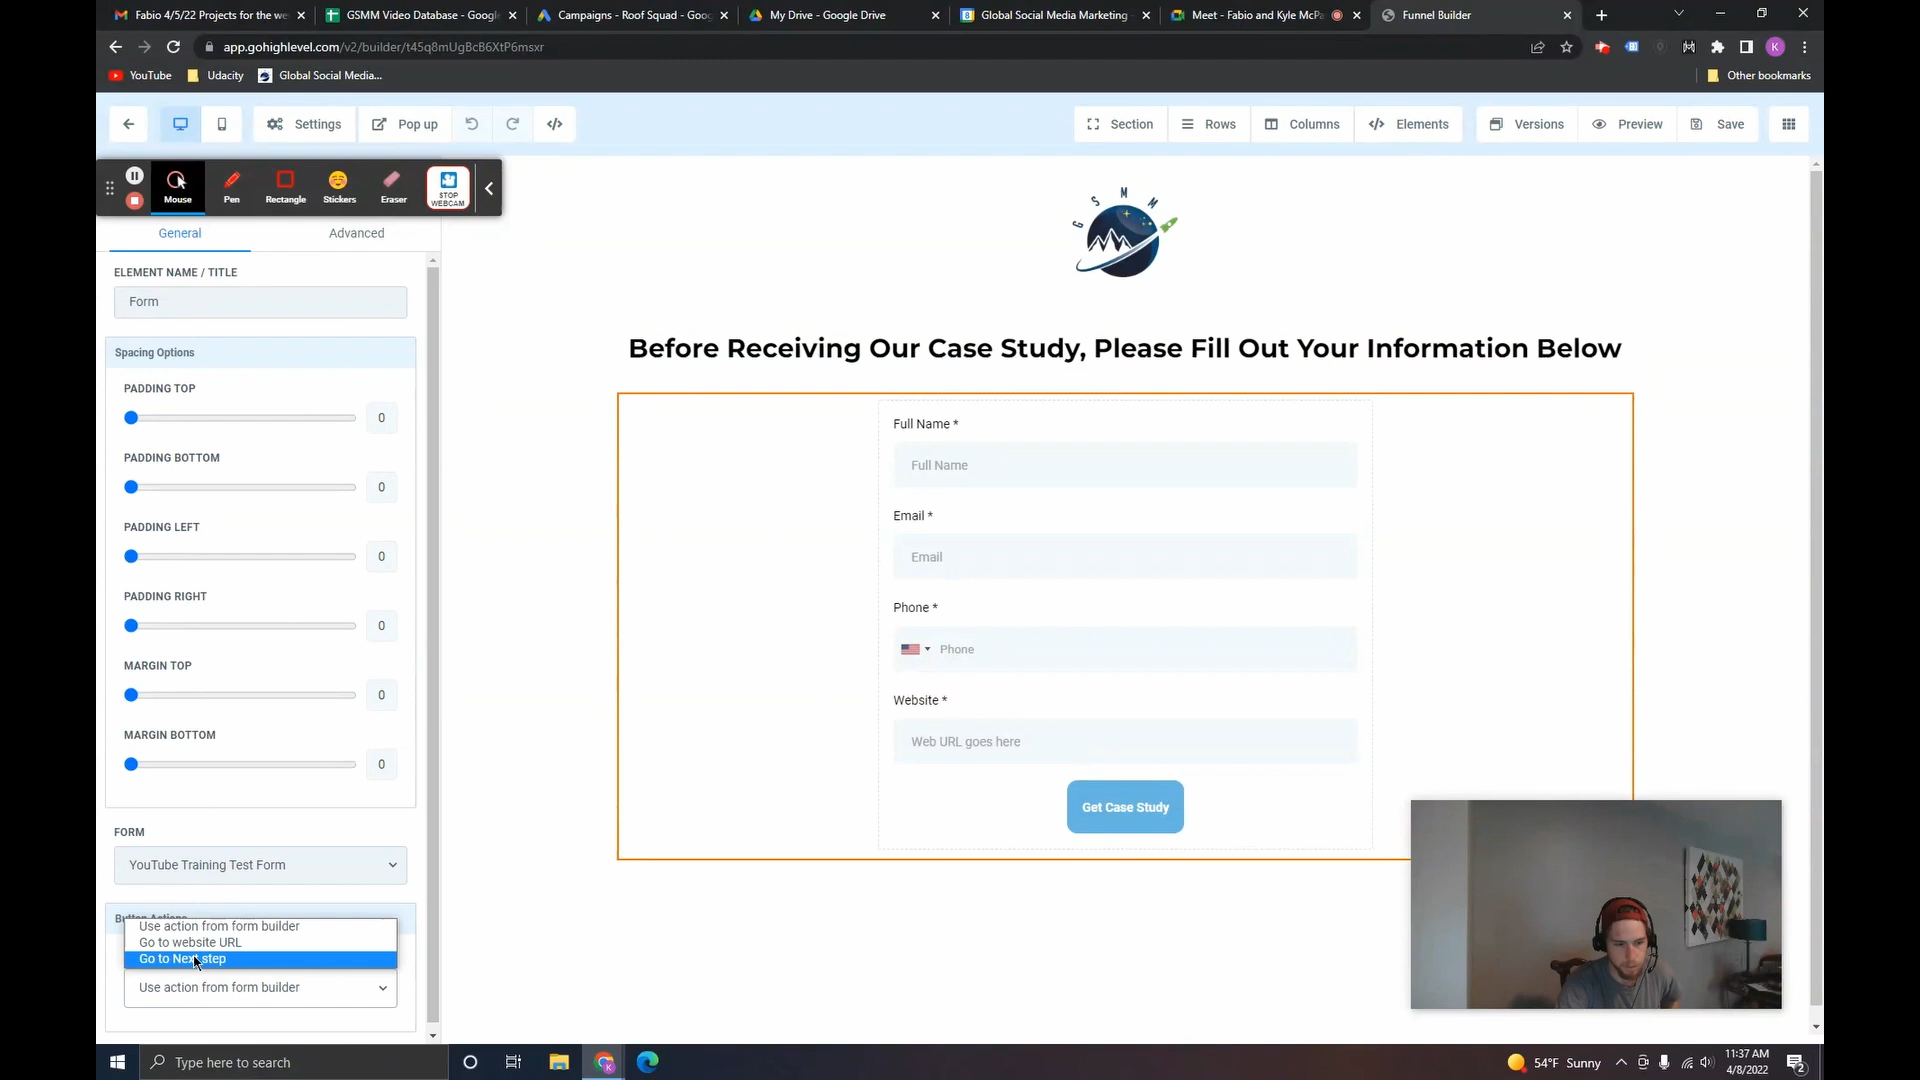 Fabio 4/5/22 Projects for the we
GSMM Video Database - Google
Campaigns - Roof Squad - Goog
My Drive - Google Drive
Global Social Media Marketing
Meet - Fabio and Kyle McPa
Funnel Builder
app.gohighlevel.com/v2/builder/t45q8mUgBcB6XtP6msxr
K
YouTube
Udacity
Global Social Media...
Other bookmarks
Settings
Pop up
Section
Rows
Columns
Elements
Versions
Preview
Save
Mouse
Pen
Rectangle
Stickers
Eraser
STOP
WEBCAM
General
Advanced
ELEMENT NAME / TITLE
Form
Spacing Options
PADDING TOP
0
PADDING BOTTOM
0
PADDING LEFT
0
PADDING RIGHT
0
MARGIN TOP
0
MARGIN BOTTOM
0
FORM
YouTube Training Test Form
Button Actions
Use action from form builder
Go to website URL
Go to Next step
Use action from form builder
G S M M
Before Receiving Our Case Study, Please Fill Out Your Information Below
Full Name *
Full Name
Email *
Email
Phone *
Phone
Website *
Web URL goes here
Get Case Study
Type here to search
54°F Sunny
11:37 AM
4/8/2022
2